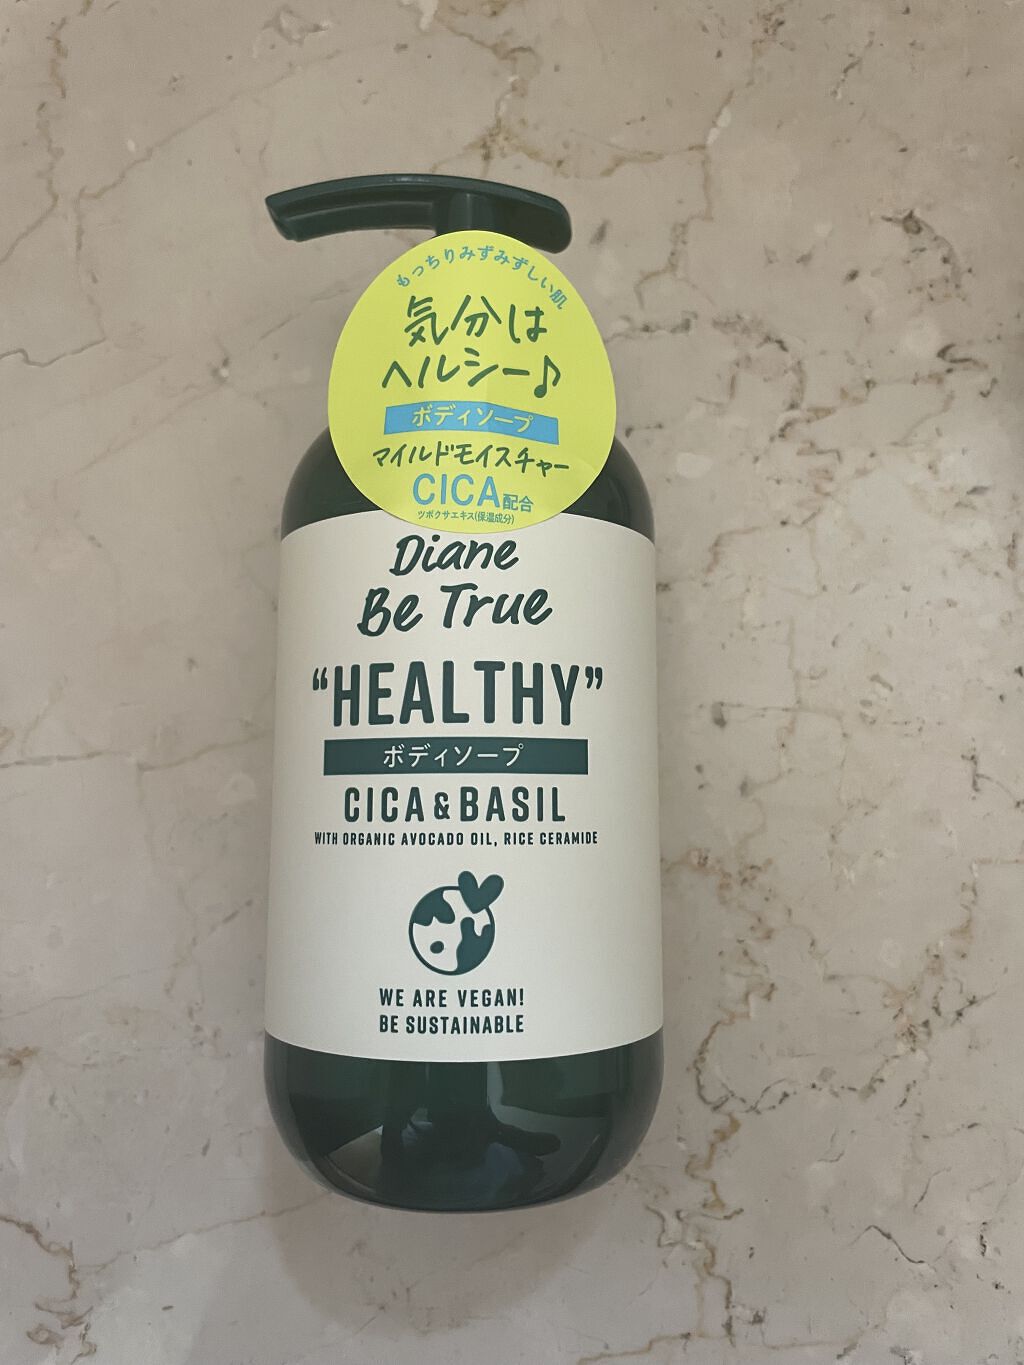 もっちりみずみずしい肌
気分は
ヘルシー♪
ボディソープ
マイルドモイスチャー
CICA配合
ツボクサエキス(保湿成分)
Diane
Be True
“HEALTHY”
ボディソープ
CICA & BASIL
WITH ORGANIC AVOCADO OIL, RICE CERAMIDE
WE ARE VEGAN!
BE SUSTAINABLE